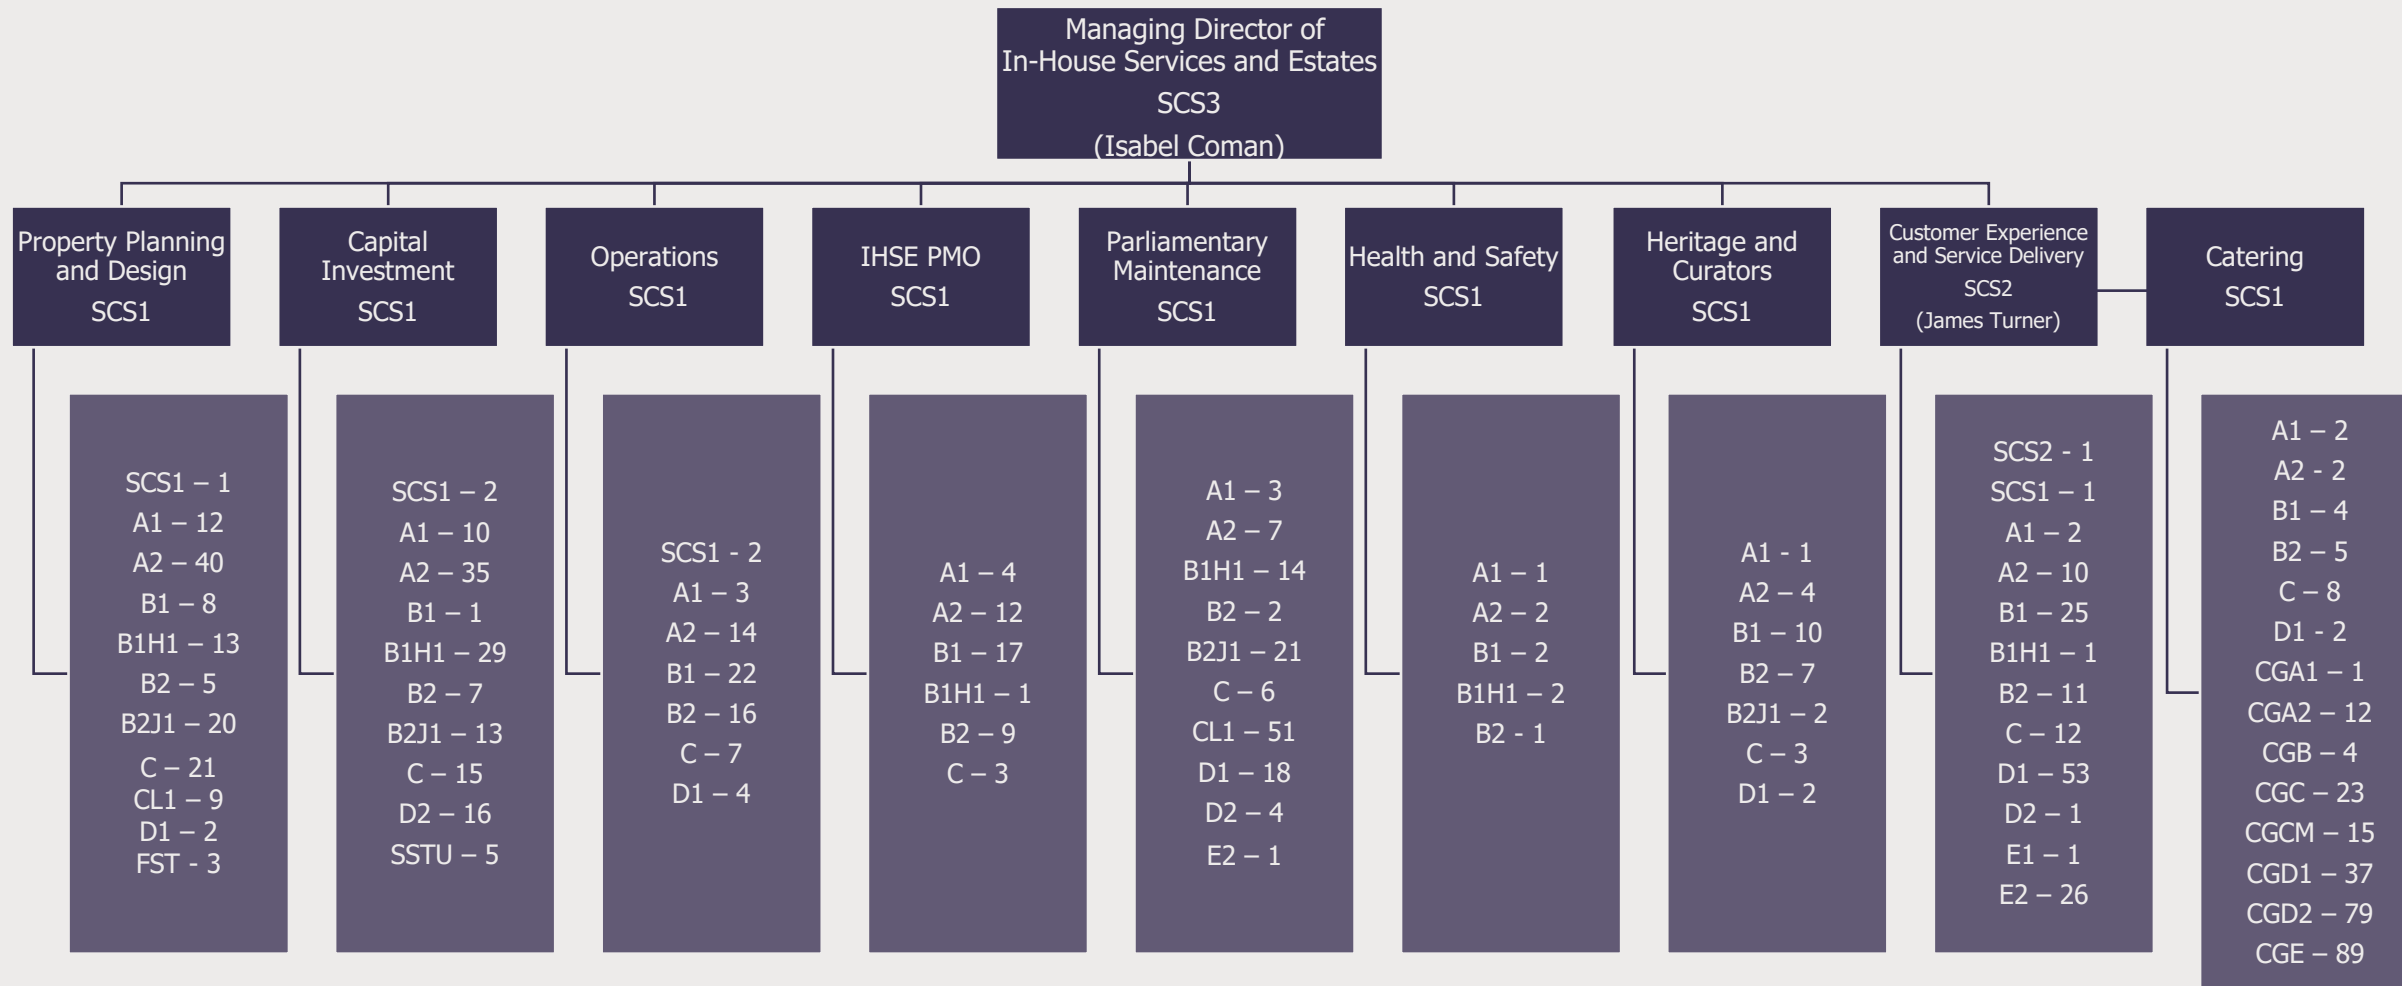 Managing Director of
In-House Services and Estates
SCS3
(Isabel Coman)
Property Planning
and Design
SCS1
Capital
Investment
SCS1
Operations
SCS1
IHSE PMO
SCS1
Parliamentary
Maintenance
SCS1
Health and Safety
SCS1
Heritage and
Curators
SCS1
Customer Experience
and Service Delivery
SCS2
(James Turner)
Catering
SCS1
SCS1 – 1
A1 – 12
A2 – 40
B1 – 8
B1H1 – 13
B2 – 5
B2J1 – 20
C – 21
CL1 – 9
D1 – 2
FST - 3
SCS1 – 2
A1 – 10
A2 – 35
B1 – 1
B1H1 – 29
B2 – 7
B2J1 – 13
C – 15
D2 – 16
SSTU – 5
SCS1 - 2
A1 – 3
A2 – 14
B1 – 22
B2 – 16
C – 7
D1 – 4
A1 – 4
A2 – 12
B1 – 17
B1H1 – 1
B2 – 9
C – 3
A1 – 3
A2 – 7
B1H1 – 14
B2 – 2
B2J1 – 21
C – 6
CL1 – 51
D1 – 18
D2 – 4
E2 – 1
A1 – 1
A2 – 2
B1 – 2
B1H1 – 2
B2 - 1
A1 - 1
A2 – 4
B1 – 10
B2 – 7
B2J1 – 2
C – 3
D1 – 2
SCS2 - 1
SCS1 – 1
A1 – 2
A2 – 10
B1 – 25
B1H1 – 1
B2 – 11
C – 12
D1 – 53
D2 – 1
E1 – 1
E2 – 26
A1 – 2
A2 - 2
B1 – 4
B2 – 5
C – 8
D1 - 2
CGA1 – 1
CGA2 – 12
CGB – 4
CGC – 23
CGCM – 15
CGD1 – 37
CGD2 – 79
CGE – 89